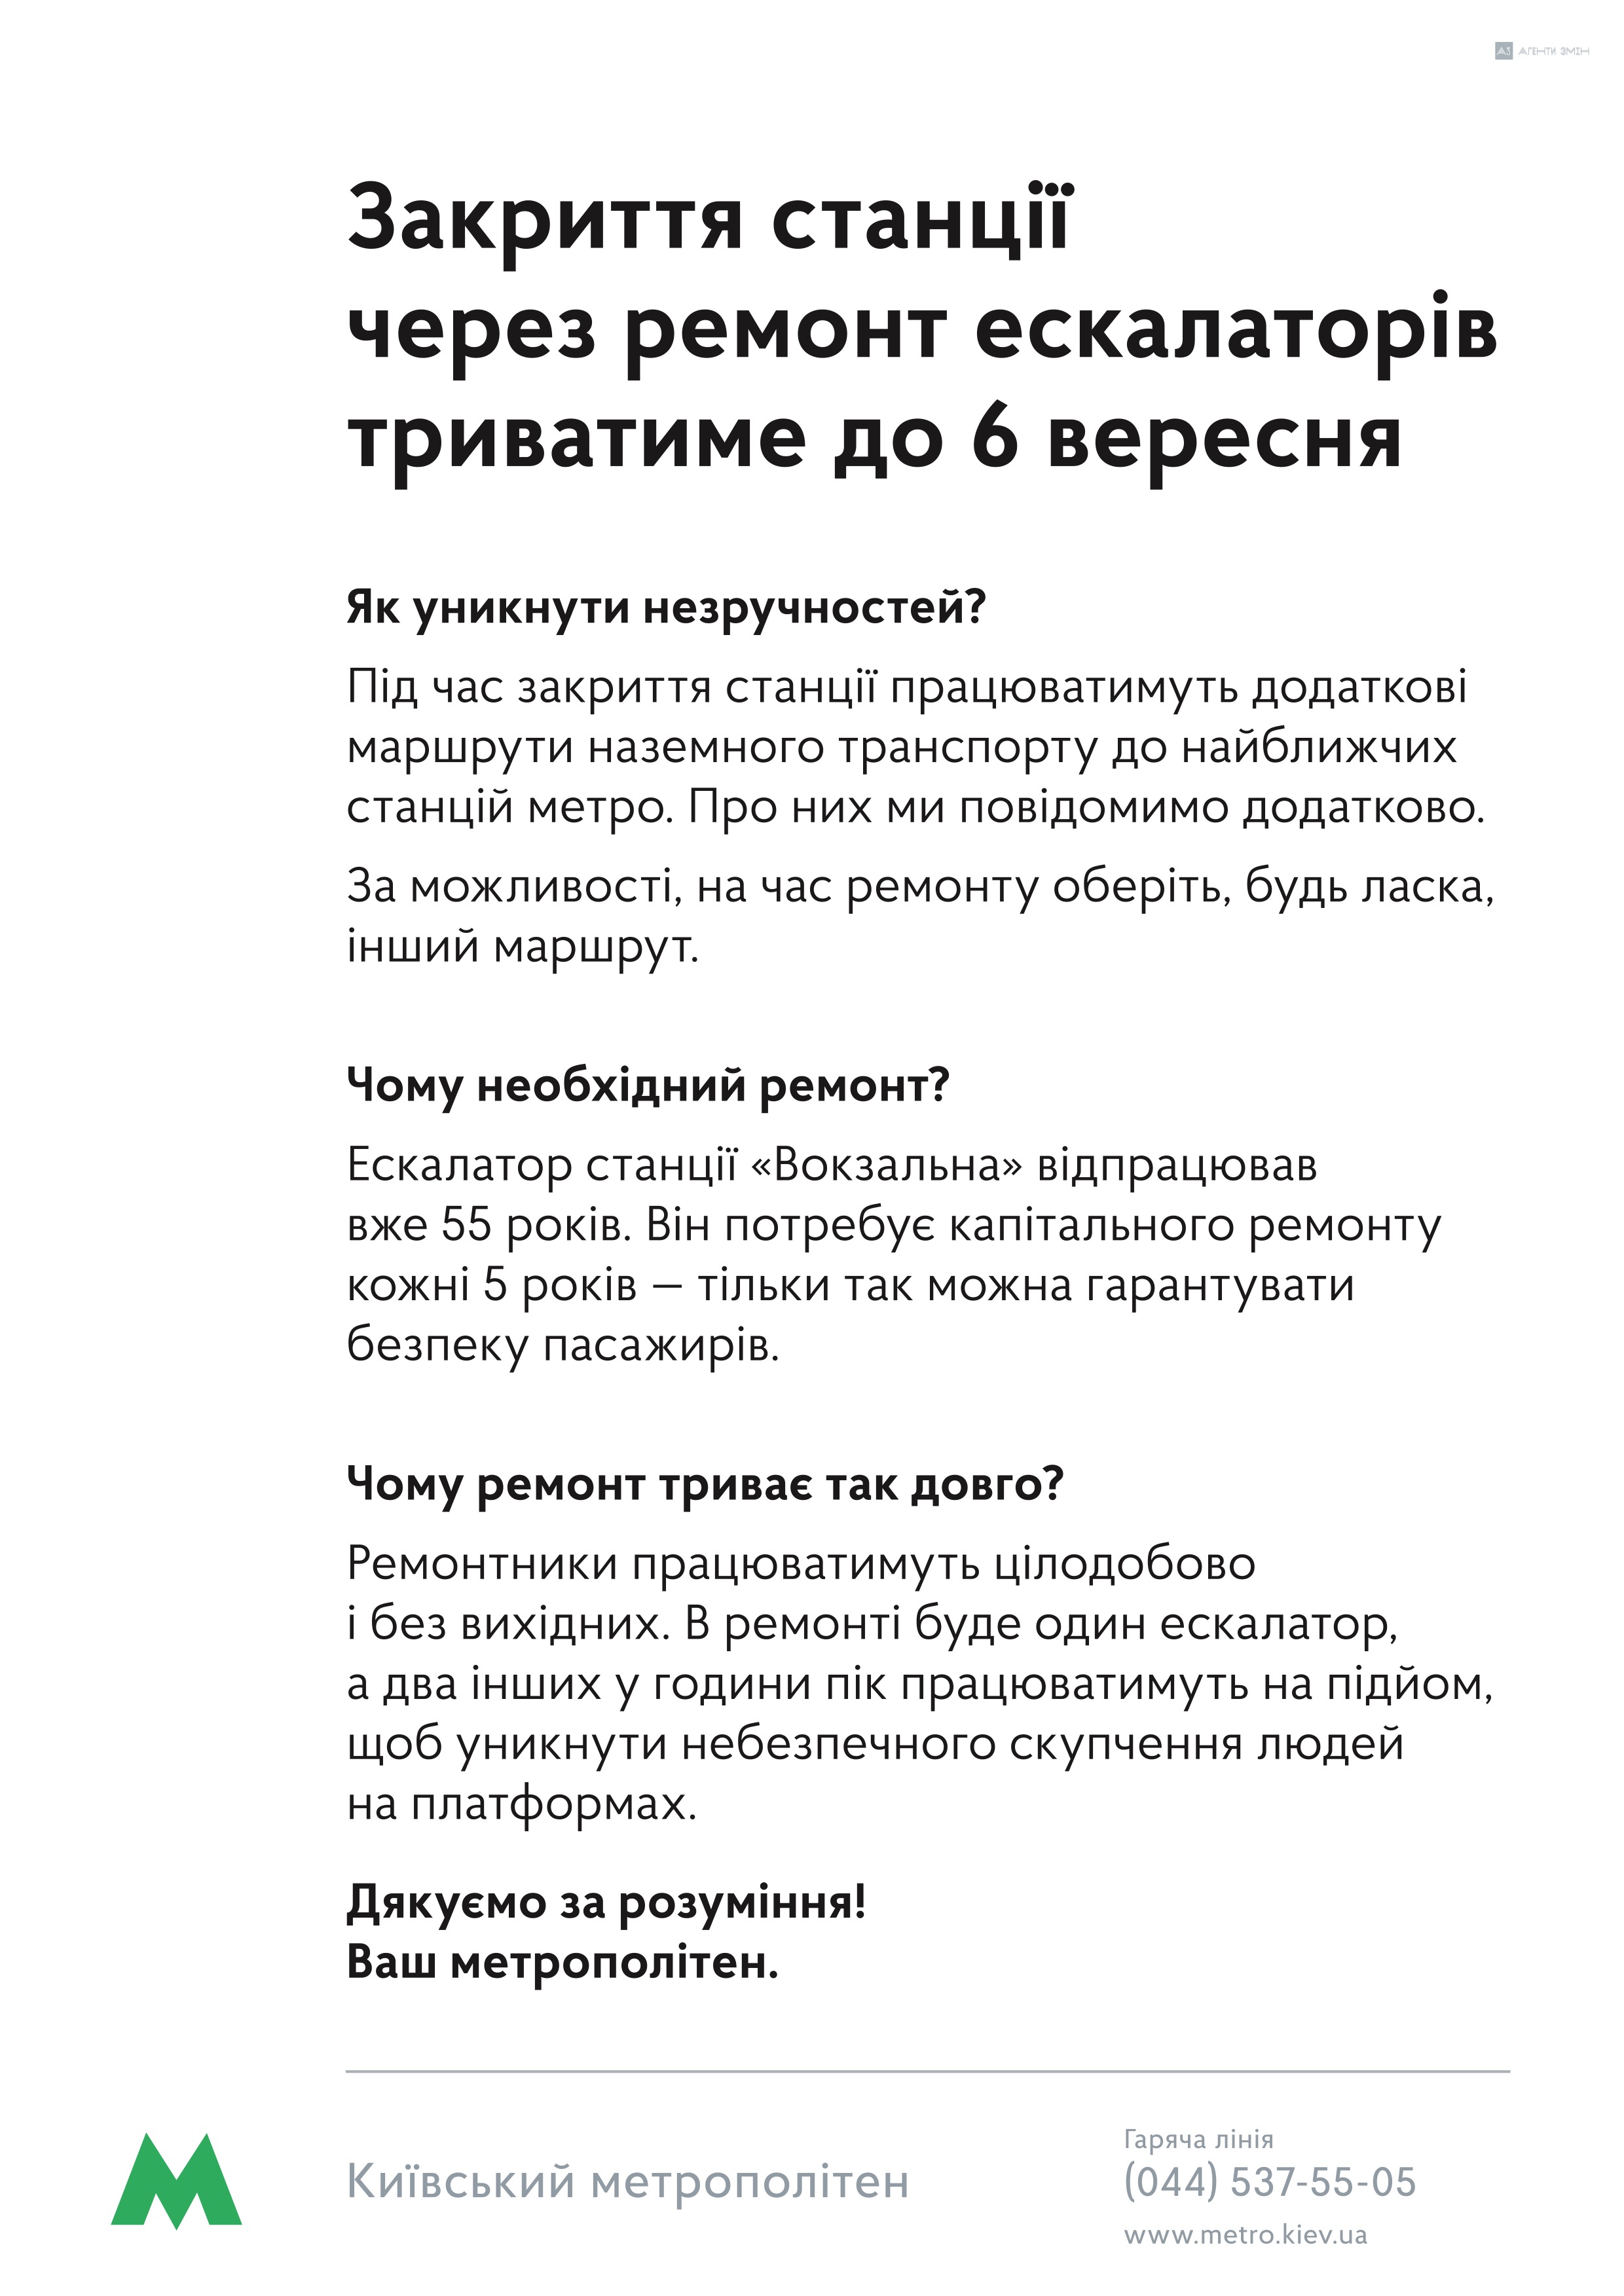 АГЕНТИ ЗМІН
Закриття станції
через ремонт ескалаторів
триватиме до 6 вересня
Як уникнути незручностей?
Під час закриття станції працюватимуть додаткові
маршрути наземного транспорту до найближчих
станцій метро. Про них ми повідомимо додатково.
За можливості, на час ремонту оберіть, будь ласка,
інший маршрут.
Чому необхідний ремонт?
Ескалатор станції «Вокзальна» відпрацював
вже 55 років. Він потребує капітального ремонту
кожні 5 років – тільки так можна гарантувати
безпеку пасажирів.
Чому ремонт триває так довго?
Ремонтники працюватимуть цілодобово
і без вихідних. В ремонті буде один ескалатор,
а два інших у години пік працюватимуть на підйом,
щоб уникнути небезпечного скупчення людей
на платформах.
Дякуємо за розуміння!
Ваш метрополітен.
Київський метрополітен
Гаряча лінія
(044) 537-55-05
www.metro.kiev.ua